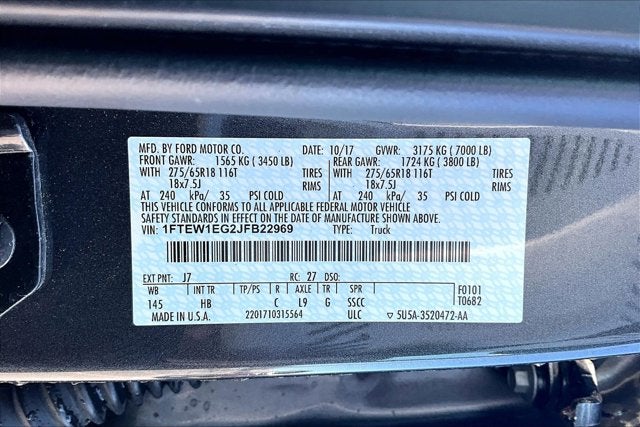 MFD. BY FORD MOTOR CO. DATE: 10/17 GVWR: 3175 KG ( 7000 LB)
FRONT GAWR: 1565 KG ( 3450 LB) REAR GAWR: 1724 KG ( 3800 LB)
275/65R18 116T TIRES 275/65R18 116T TIRES
18x7.5J RIMS 18x7.5J RIMS
AT 240 kPa/ 35 PSI COLD AT 240 kPa/ 35 PSI COLD
THIS VEHICLE CONFORMS TO ALL APPLICABLE FEDERAL MOTOR VEHICLE
SAFETY STANDARDS IN EFFECT ON THE DATE OF MANUFACTURE SHOWN ABOVE.
VIN: 1FTEW1EG2JFB22969 TYPE: Truck
EXT PNT: J7 RC: 27 DSO:
WB INT TR TP/PS R AXLE TR SPR F0101
145 HB C L9 G SSCC T0682
MADE IN U.S.A. 2201710315564 ULC ▽ 5U5A-3520472-AA